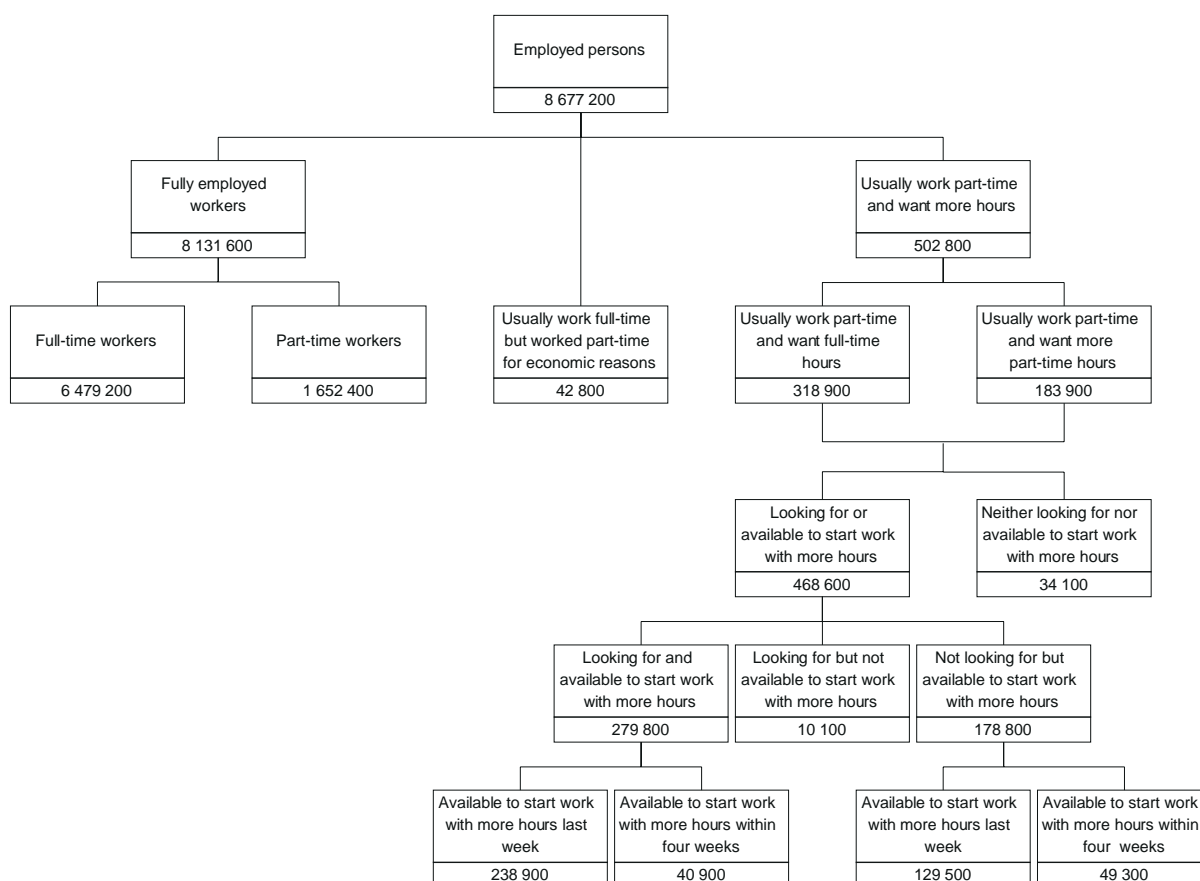 Employed persons
8 677 200
Fully employed
workers
8 131 600
Usually work part-time
and want more hours
502 800
Full-time workers
6 479 200
Part-time workers
1 652 400
Usually work full-time
but worked part-time
for economic reasons
42 800
Usually work part-time
and want full-time
hours
318 900
Usually work part-time
and want more
part-time hours
183 900
Looking for or
available to start work
with more hours
468 600
Neither looking for nor
available to start work
with more hours
34 100
Looking for and
available to start work
with more hours
279 800
Looking for but not
available to start work
with more hours
10 100
Not looking for but
available to start work
with more hours
178 800
Available to start work
with more hours last
week
238 900
Available to start work
with more hours within
four weeks
40 900
Available to start work
with more hours last
week
129 500
Available to start work
with more hours within
four weeks
49 300